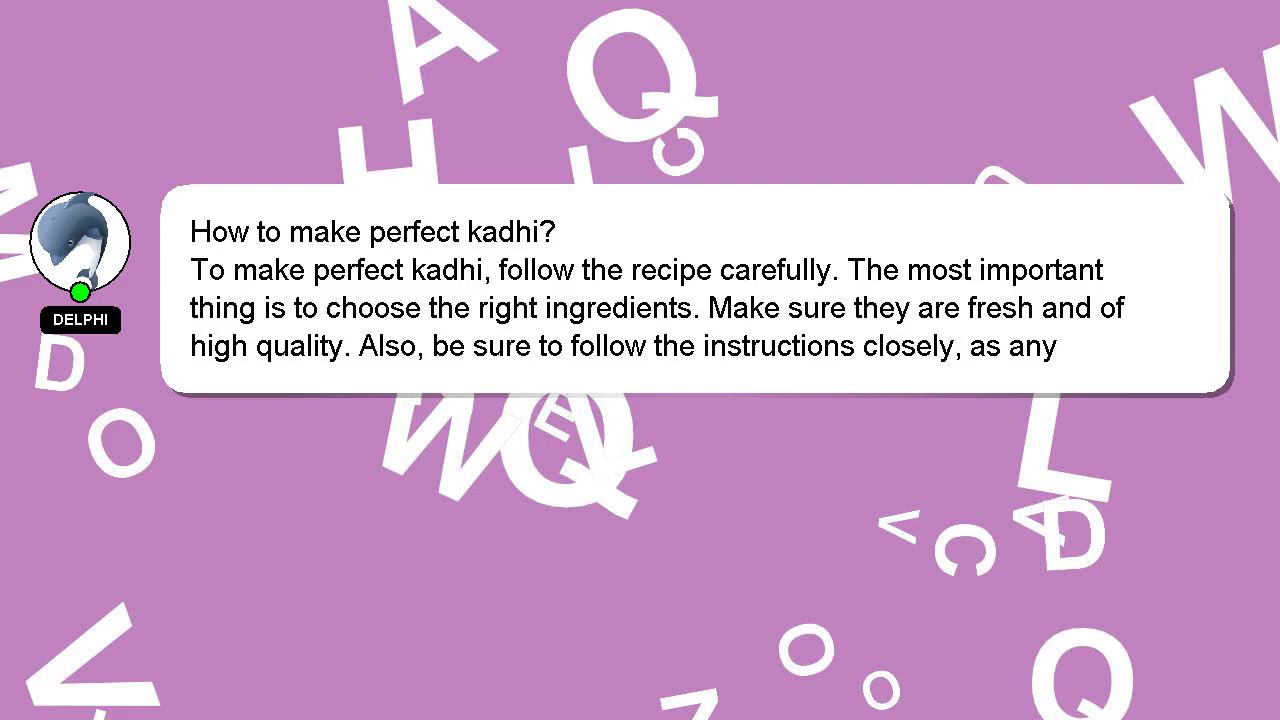 How to make perfect kadhi?
To make perfect kadhi, follow the recipe carefully. The most important
thing is to choose the right ingredients. Make sure they are fresh and of
high quality. Also, be sure to follow the instructions closely, as any
DELPHI
A
Q
C
H
W
D
O
W
Q
E
L
V
C
A
D
V
O
O
Q